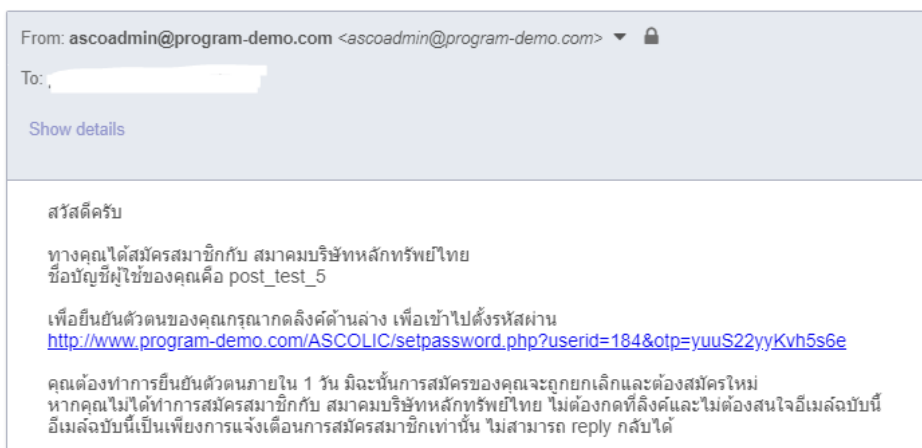 From: ascoadmin@program-demo.com <ascoadmin@program-demo.com>
To:
Show details
สวัสดีครับ
ทางคุณได้สมัครสมาชิกกับ สมาคมบริษัทหลักทรัพย์ไทย
ชื่อบัญชีผู้ใช้ของคุณคือ post_test_5
เพื่อยืนยันตัวตนของคุณกรุณากดลิงค์ด้านล่าง เพื่อเข้าไปตั้งรหัสผ่าน
http://www.program-demo.com/ASCOLIC/setpassword.php?userid=184&otp=yuuS22yyKvh5s6e
คุณต้องทำการยืนยันตัวตนภายใน 1 วัน มิฉะนั้นการสมัครของคุณจะถูกยกเลิกและต้องสมัครใหม่
หากคุณไม่ได้ทำการสมัครสมาชิกกับ สมาคมบริษัทหลักทรัพย์ไทย ไม่ต้องกดที่ลิงค์และไม่ต้องสนใจอีเมล์ฉบับนี้
อีเมล์ฉบับนี้เป็นเพียงการแจ้งเตือนการสมัครสมาชิกเท่านั้น ไม่สามารถ reply กลับได้